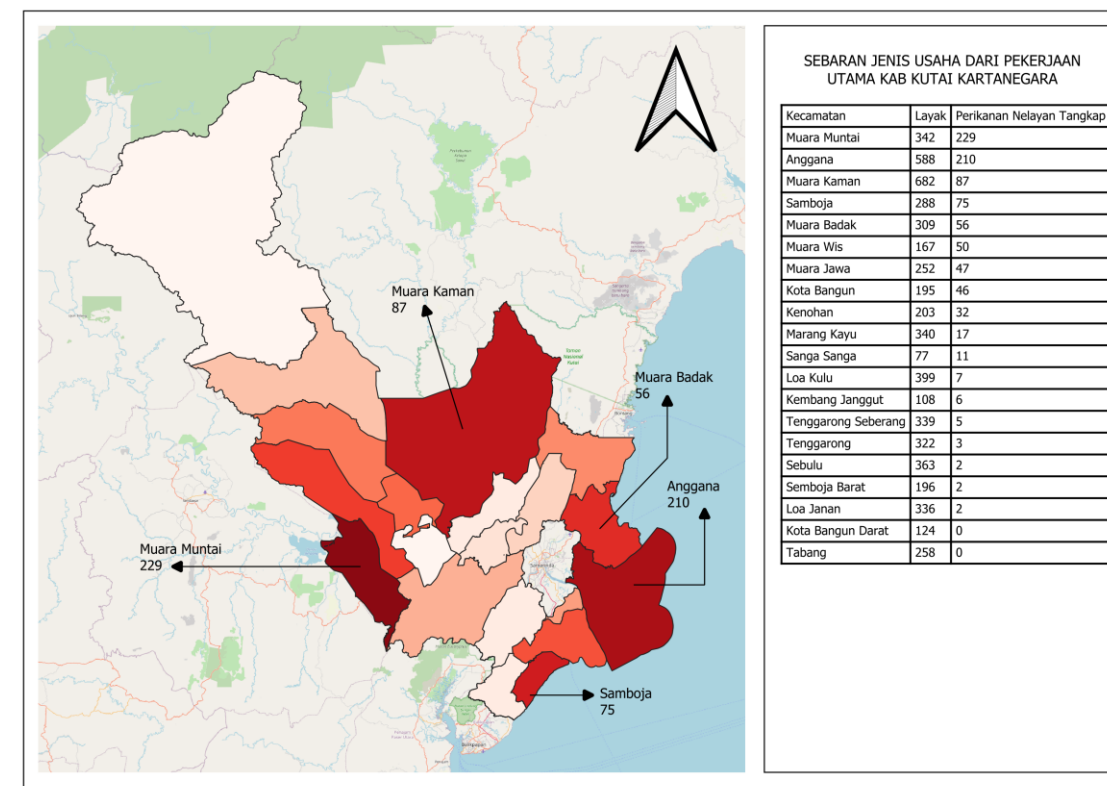 SEBARAN JENIS USAHA DARI PEKERJAAN
UTAMA KAB KUTAI KARTANEGARA
Kecamatan Layak Perikanan Nelayan Tangkap
Muara Muntai 342 229
Anggana 588 210
Muara Kaman 682 87
Samboja 288 75
Muara Badak 309 56
Muara Wis 167 50
Muara Jawa 252 47
Kota Bangun 195 46
Kenohan 203 32
Marang Kayu 340 17
Sanga Sanga 77 11
Loa Kulu 399 7
Kembang Janggut 108 6
Tenggarong Seberang 339 5
Tenggarong 322 3
Sebulu 363 2
Semboja Barat 196 2
Loa Janan 336 2
Kota Bangun Darat 124 0
Tabang 258 0
Muara Kaman
87
Muara Badak
56
Anggana
210
Muara Muntai
229
Samboja
75